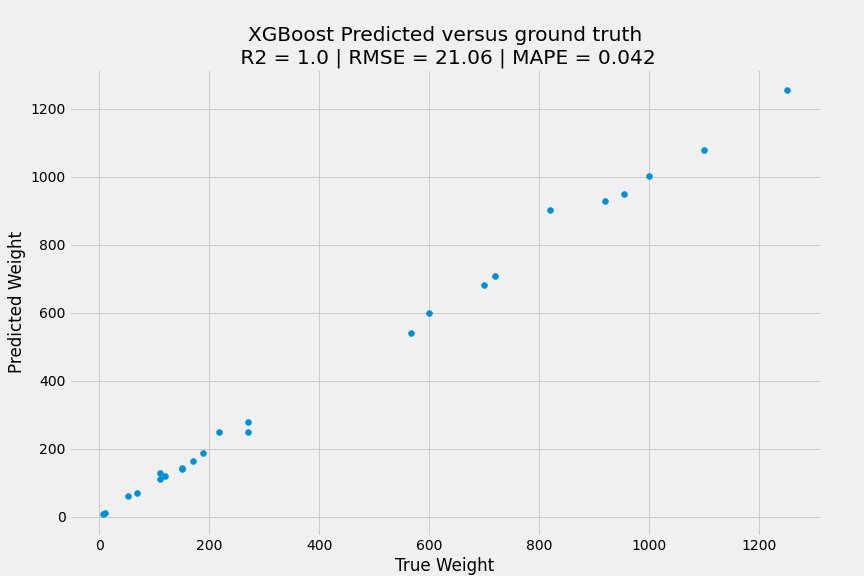 XGBoost Predicted versus ground truth
R2 = 1.0 | RMSE = 21.06 | MAPE = 0.042
1200
1000
800
600
400
200
0
Predicted Weight
0 200 400 600 800 1000 1200
True Weight